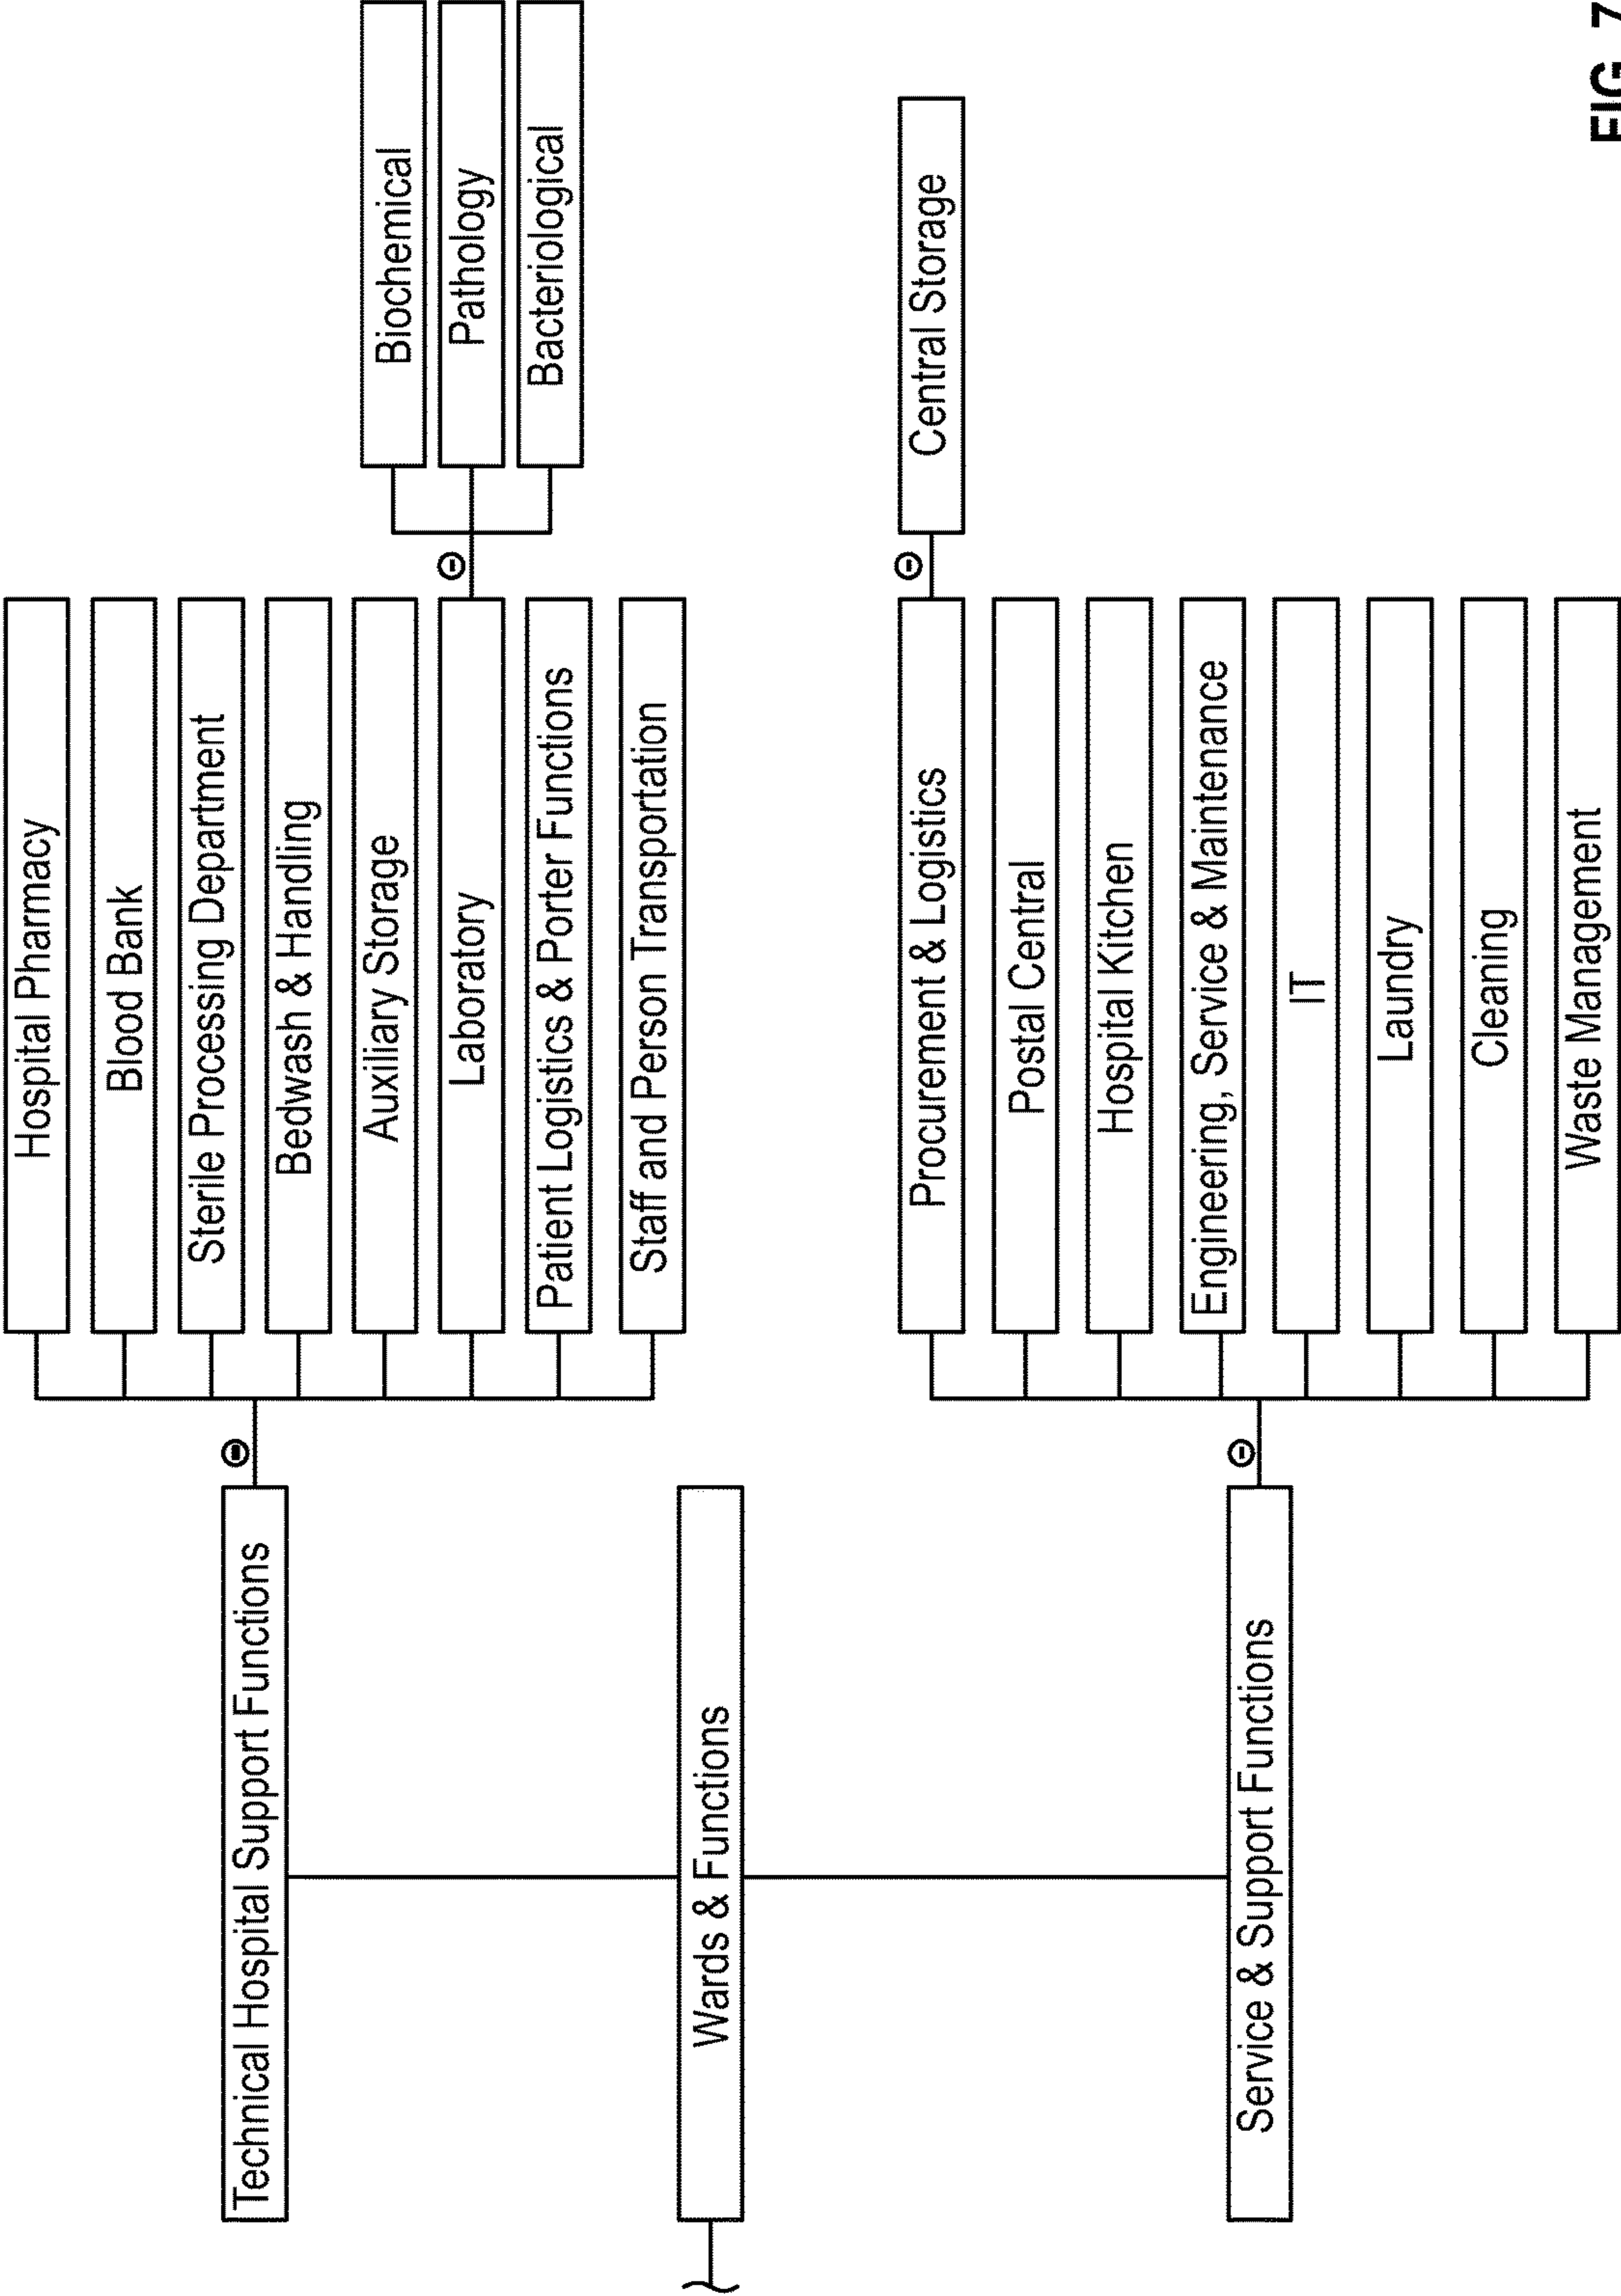 Technical Hospital Support Functions
Hospital Pharmacy
Blood Bank
Sterile Processing Department
Bedwash & Handling
Auxiliary Storage
Laboratory
Biochemical
Pathology
Bacteriological
Patient Logistics & Porter Functions
Staff and Person Transportation
Wards & Functions
Service & Support Functions
Procurement & Logistics
Central Storage
Postal Central
Hospital Kitchen
Engineering, Service & Maintenance
IT
Laundry
Cleaning
Waste Management
FIG. 7